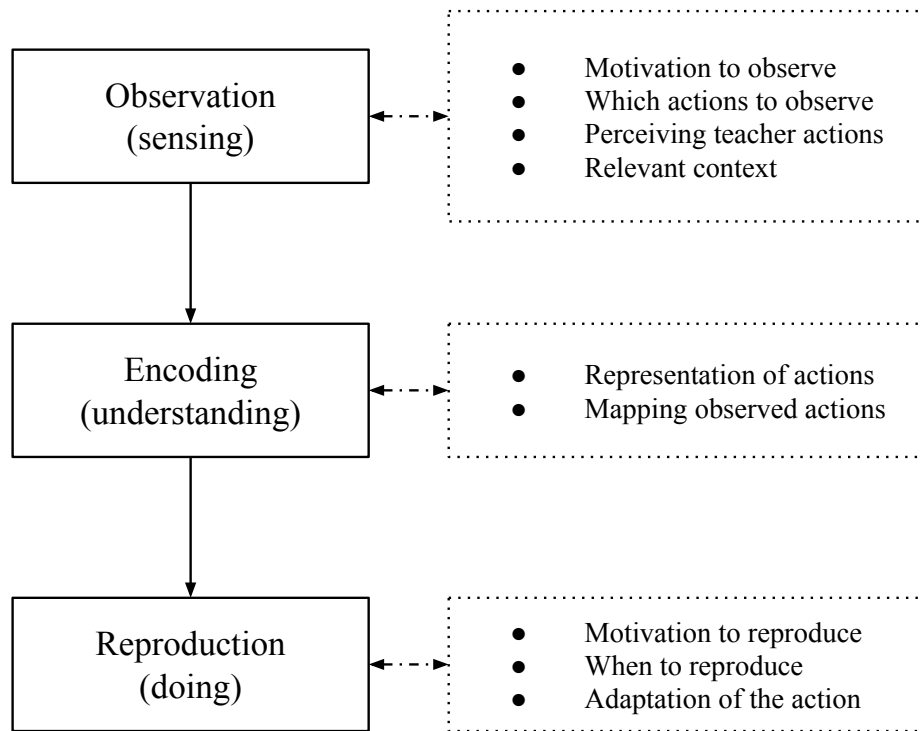 Observation
(sensing)
● Motivation to observe
● Which actions to observe
● Perceiving teacher actions
● Relevant context
Encoding
(understanding)
● Representation of actions
● Mapping observed actions
Reproduction
(doing)
● Motivation to reproduce
● When to reproduce
● Adaptation of the action